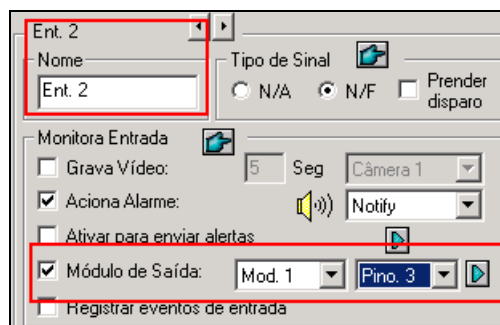 Ent. 2
Nome
Tipo de Sinal
Ent. 2
N/A
N/F
Prender disparo
Monitora Entrada
Grava Vídeo:
5
Seg
Câmera 1
Aciona Alarme:
Notify
Ativar para enviar alertas
Módulo de Saída:
Mod. 1
Pino. 3
Registrar eventos de entrada